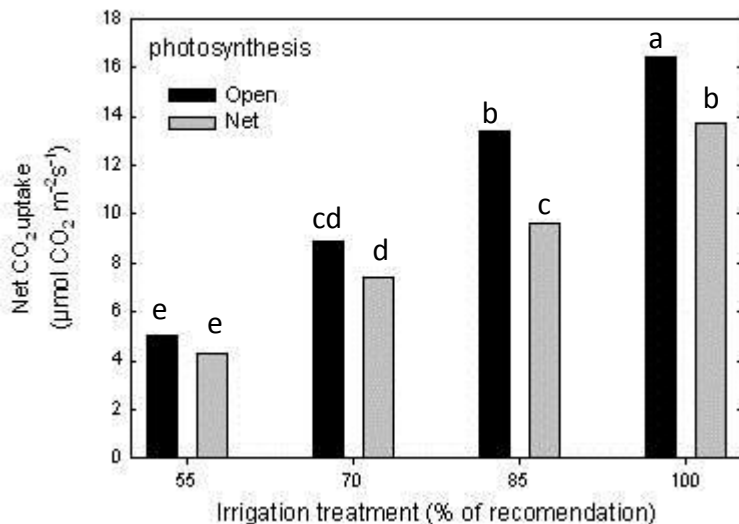 photosynthesis
Open
Net
Net CO₂ uptake
(µmol CO₂ m⁻²s⁻¹)
18
16
14
12
10
8
6
4
2
0
e
e
cd
d
b
c
a
b
55
70
85
100
Irrigation treatment (% of recomendation)